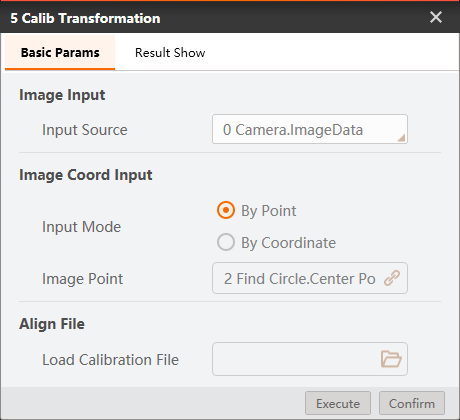 5 Calib Transformation
Basic Params Result Show
Image Input
Input Source 0 Camera.ImageData
Image Coord Input
By Point
Input Mode
By Coordinate
Image Point 2 Find Circle.Center Po
Align File
Load Calibration File
Execute Confirm